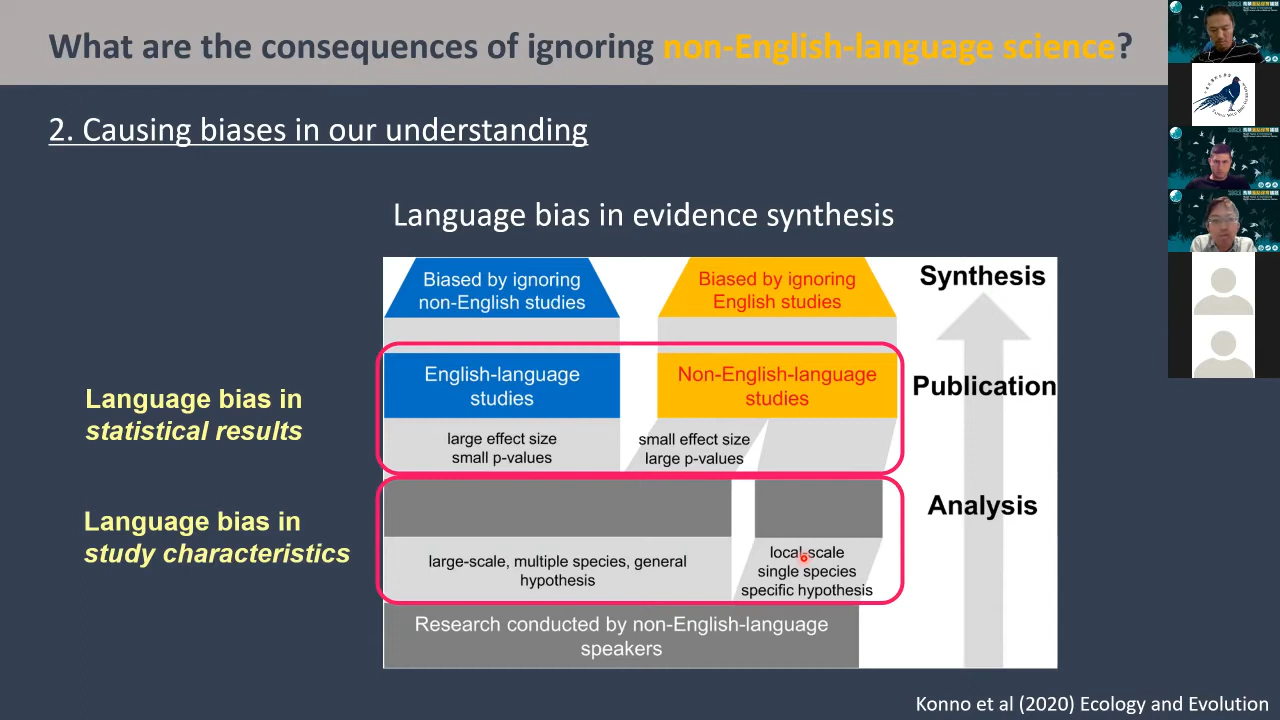 What are the consequences of ignoring non-English-language science?
2. Causing biases in our understanding
Language bias in evidence synthesis
Biased by ignoring
non-English studies
Biased by ignoring
English studies
Synthesis
English-language
studies
Non-English-language
studies
Publication
Language bias in
statistical results
large effect size
small p-values
small effect size
large p-values
Analysis
Language bias in
study characteristics
large-scale, multiple species, general
hypothesis
local scale
single species
specific hypothesis
Research conducted by non-English-language
speakers
Konno et al (2020) Ecology and Evolution